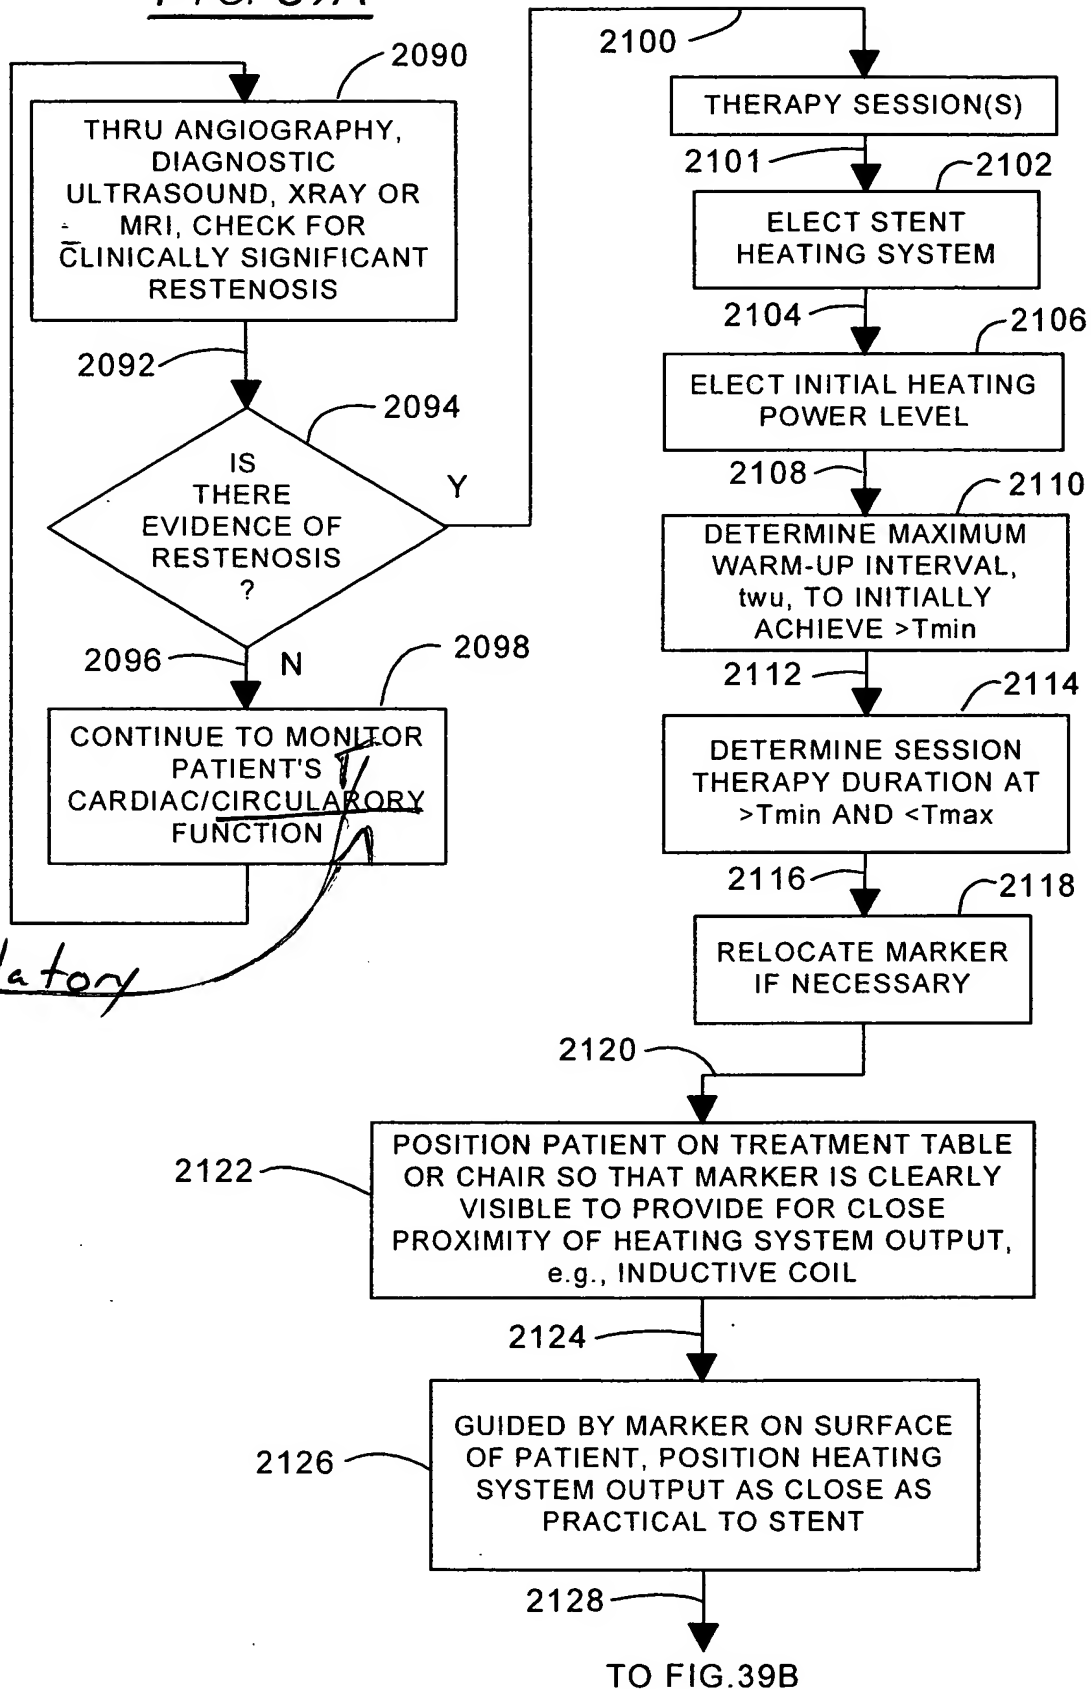 2090
THRU ANGIOGRAPHY,
DIAGNOSTIC
ULTRASOUND, XRAY OR
MRI, CHECK FOR
CLINICALLY SIGNIFICANT
RESTENOSIS
2092
2094
IS
THERE
EVIDENCE OF
RESTENOSIS
?
Y
2096
N
2098
CONTINUE TO MONITOR
PATIENT'S
CARDIAC/CIRCULARORY
FUNCTION
latory
2100
THERAPY SESSION(S)
2101
2102
ELECT STENT
HEATING SYSTEM
2104
2106
ELECT INITIAL HEATING
POWER LEVEL
2108
2110
DETERMINE MAXIMUM
WARM-UP INTERVAL,
twu, TO INITIALLY
ACHIEVE >Tmin
2112
2114
DETERMINE SESSION
THERAPY DURATION AT
>Tmin AND <Tmax
2116
2118
RELOCATE MARKER
IF NECESSARY
2120
2122
POSITION PATIENT ON TREATMENT TABLE
OR CHAIR SO THAT MARKER IS CLEARLY
VISIBLE TO PROVIDE FOR CLOSE
PROXIMITY OF HEATING SYSTEM OUTPUT,
e.g., INDUCTIVE COIL
2124
2126
GUIDED BY MARKER ON SURFACE
OF PATIENT, POSITION HEATING
SYSTEM OUTPUT AS CLOSE AS
PRACTICAL TO STENT
2128
TO FIG.39B